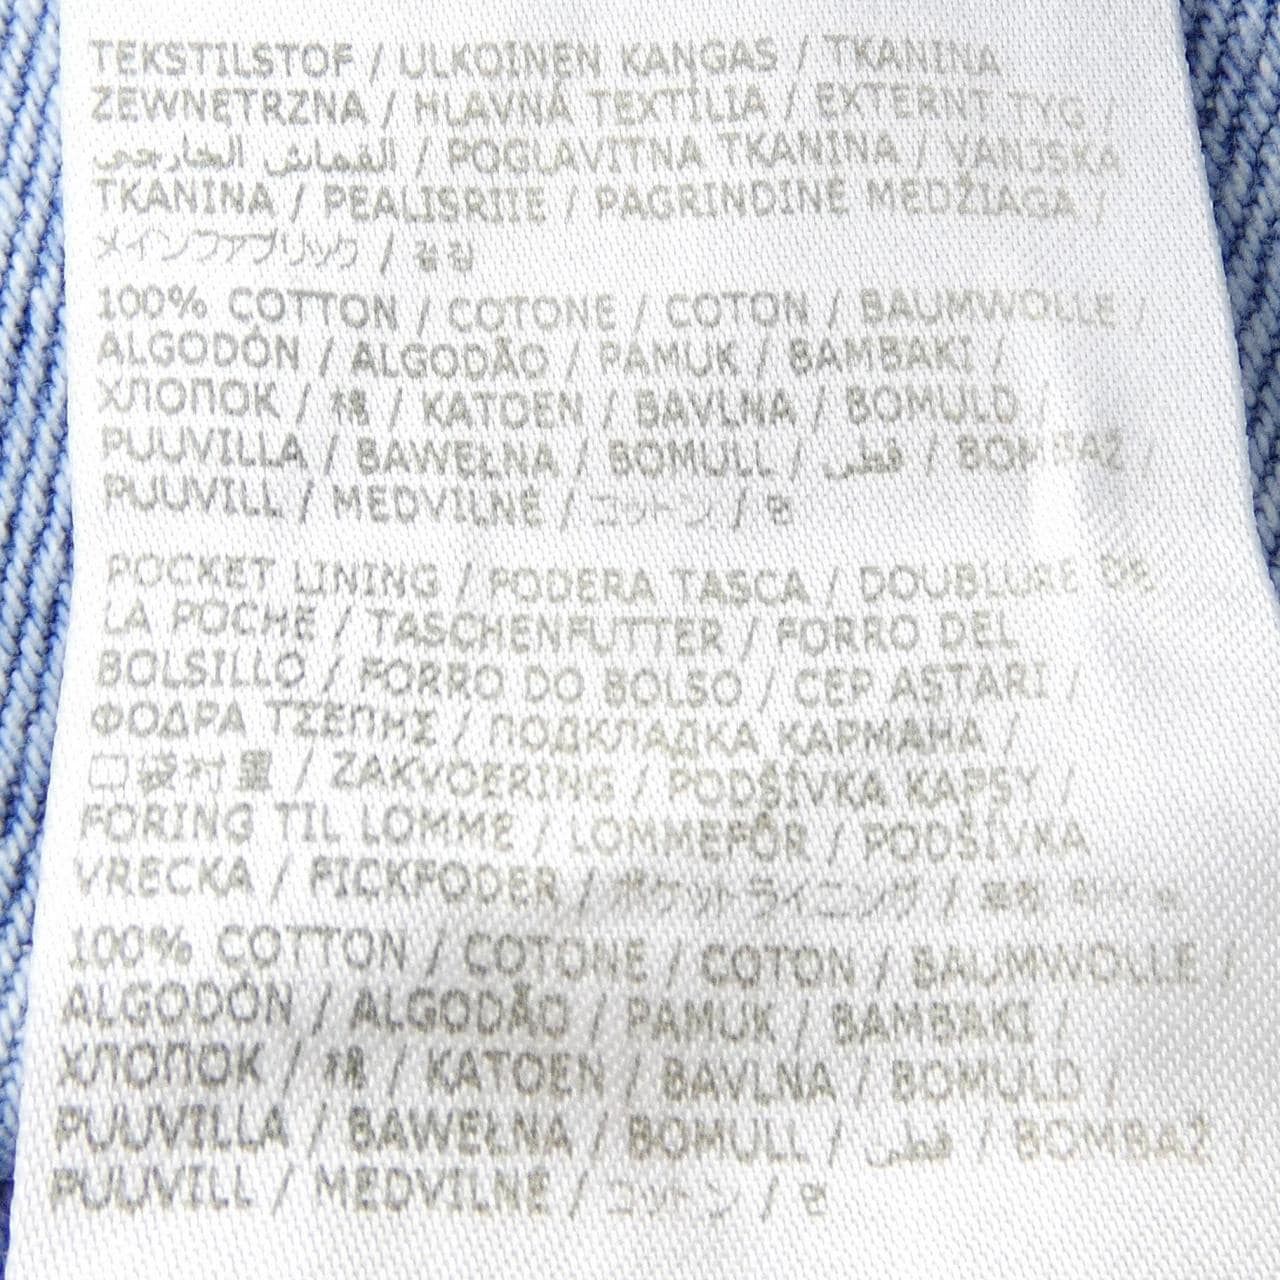 TEKSTILSTOF / ULKOINEN KANGAS / TKANINA
ZEWNĘTRZNA / HLAVNÁ TEXTÍLIA / EXTERNT TYG /
القماش الخارجي / POGLAVITNA TKANINA / VANJSKA
TKANINA / PEALISRIIE / PAGRINDINĖ MEDŽIAGA /
メインファブリック / 겉감
100% COTTON / COTONE / COTON / BAUMWOLLE /
ALGODÓN / ALGODÃO / PAMUK / BAMBAKI /
ХЛОПОК / 棉 / KATOEN / BAVLNA / BOMULD /
PUUVILLA / BAWEŁNA / BOMULL / قطن / BOMBAŽ /
PUUVILL / MEDVILNĖ / コットン / 면
POCKET LINING / FODERA TASCA / DOUBLURE DE
LA POCHE / TASCHENFUTTER / FORRO DEL
BOLSILLO / FORRO DO BOLSO / CEP ASTARI /
ΦΟΔΡΑ ΤΣΕΠΗΣ / ПОДКЛАДКА КАРМАНА /
口袋衬里 / ZAKVOERING / PODŠÍVKA KAPSY /
FORING TIL LOMME / LOMMEFÔR / PODŠÍVKA
VRECKA / FICKFODER / ポケットライニング /
100% COTTON / COTONE / COTON / BAUMWOLLE /
ALGODÓN / ALGODÃO / PAMUK / BAMBAKI /
ХЛОПОК / 棉 / KATOEN / BAVLNA / BOMULD /
PUUVILLA / BAWEŁNA / BOMULL / قطن / BOMBAŽ /
PUUVILL / MEDVILNĖ / コットン / 면